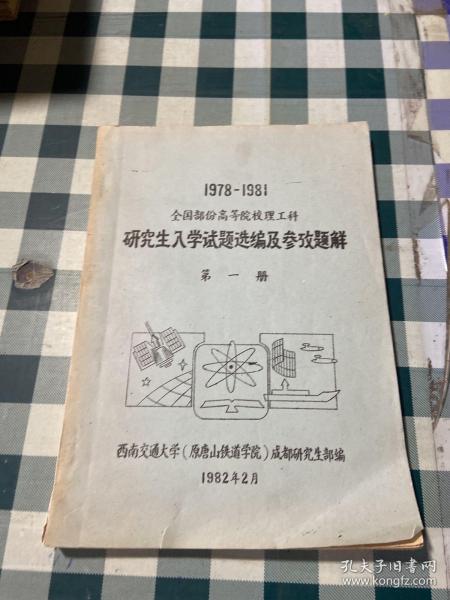 1978-1981
全国部份高等院校理工科
研究生入学试题选编及参攷题解
第一册
西南交通大学(原唐山铁道学院)成都研究生部编
1982年2月
孔夫子旧书网
www.kongfz.com